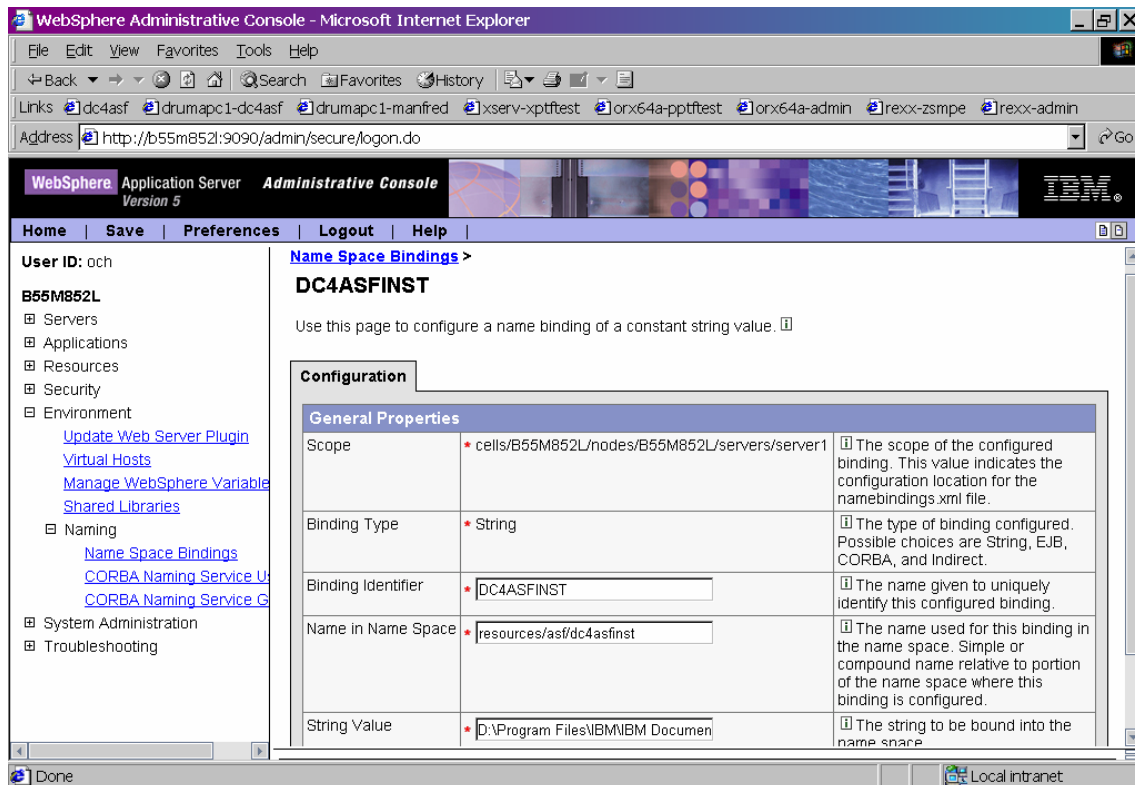 WebSphere Administrative Console - Microsoft Internet Explorer
File Edit View Favorites Tools Help
Back Search Favorites History
Links dc4asf drumapc1-dc4asf drumapc1-manfred xserv-xptftest orx64a-pptftest orx64a-admin rexx-zsmpe rexx-admin
Address http://b55m852l:9090/admin/secure/logon.do Go
WebSphere Application Server Administrative Console
Version 5
IBM
Home | Save | Preferences | Logout | Help |
User ID: och
B55M852L
Servers
Applications
Resources
Security
Environment
Update Web Server Plugin
Virtual Hosts
Manage WebSphere Variable
Shared Libraries
Naming
Name Space Bindings
CORBA Naming Service U
CORBA Naming Service G
System Administration
Troubleshooting
Name Space Bindings >
DC4ASFINST
Use this page to configure a name binding of a constant string value.
Configuration
General Properties
Scope
* cells/B55M852L/nodes/B55M852L/servers/server1
The scope of the configured
binding. This value indicates the
configuration location for the
namebindings.xml file.
Binding Type
* String
The type of binding configured.
Possible choices are String, EJB,
CORBA, and Indirect.
Binding Identifier
* DC4ASFINST
The name given to uniquely
identify this configured binding.
Name in Name Space
* resources/asf/dc4asfinst
The name used for this binding in
the name space. Simple or
compound name relative to portion
of the name space where this
binding is configured.
String Value
* D:\Program Files\IBM\IBM Documen
The string to be bound into the
name space
Done
Local intranet